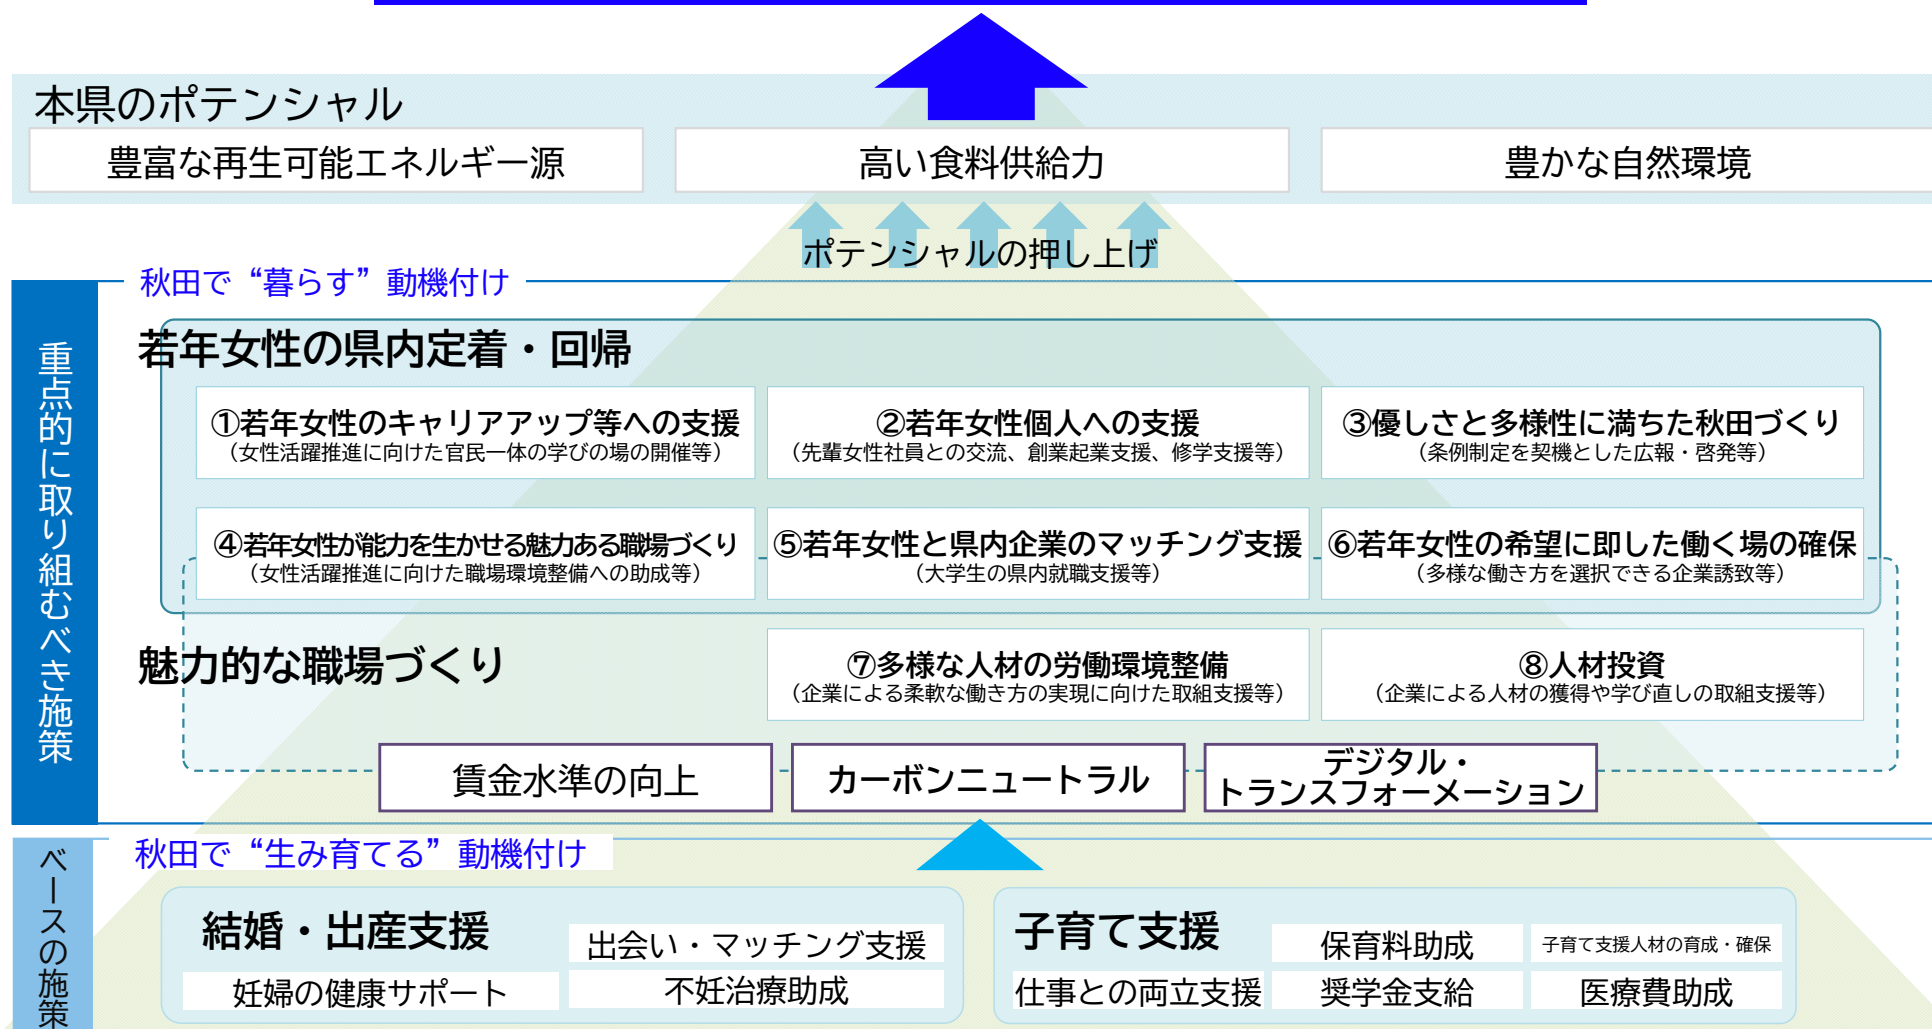 本県のポテンシャル
豊富な再生可能エネルギー源
高い食料供給力
豊かな自然環境
ポテンシャルの押し上げ
重点的に取り組むべき施策
秋田で“暮らす”動機付け
若年女性の県内定着・回帰
①若年女性のキャリアアップ等への支援
（女性活躍推進に向けた官民一体の学びの場の開催等）
②若年女性個人への支援
（先輩女性社員との交流、創業起業支援、修学支援等）
③優しさと多様性に満ちた秋田づくり
（条例制定を契機とした広報・啓発等）
④若年女性が能力を生かせる魅力ある職場づくり
（女性活躍推進に向けた職場環境整備への助成等）
⑤若年女性と県内企業のマッチング支援
（大学生の県内就職支援等）
⑥若年女性の希望に即した働く場の確保
（多様な働き方を選択できる企業誘致等）
魅力的な職場づくり
⑦多様な人材の労働環境整備
（企業による柔軟な働き方の実現に向けた取組支援等）
⑧人材投資
（企業による人材の獲得や学び直しの取組支援等）
賃金水準の向上
カーボンニュートラル
デジタル・
トランスフォーメーション
ベースの施策
秋田で“生み育てる”動機付け
結婚・出産支援
出会い・マッチング支援
妊婦の健康サポート
不妊治療助成
子育て支援
保育料助成
子育て支援人材の育成・確保
仕事との両立支援
奨学金支給
医療費助成